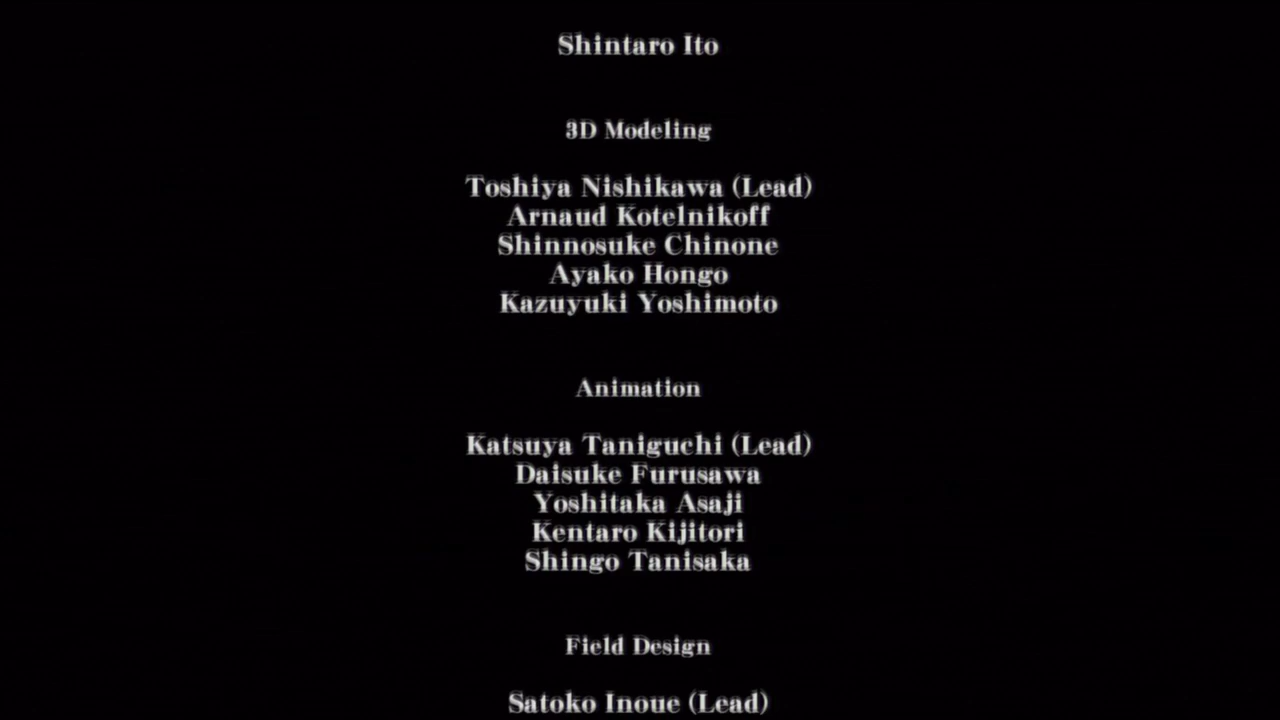 Shintaro Ito
3D Modeling
Toshiya Nishikawa (Lead)
Arnaud Kotelnikoff
Shinnosuke Chinone
Ayako Hongo
Kazuyuki Yoshimoto
Animation
Katsuya Taniguchi (Lead)
Daisuke Furusawa
Yoshitaka Asaji
Kentaro Kijitori
Shingo Tanisaka
Field Design
Satoko Inoue (Lead)